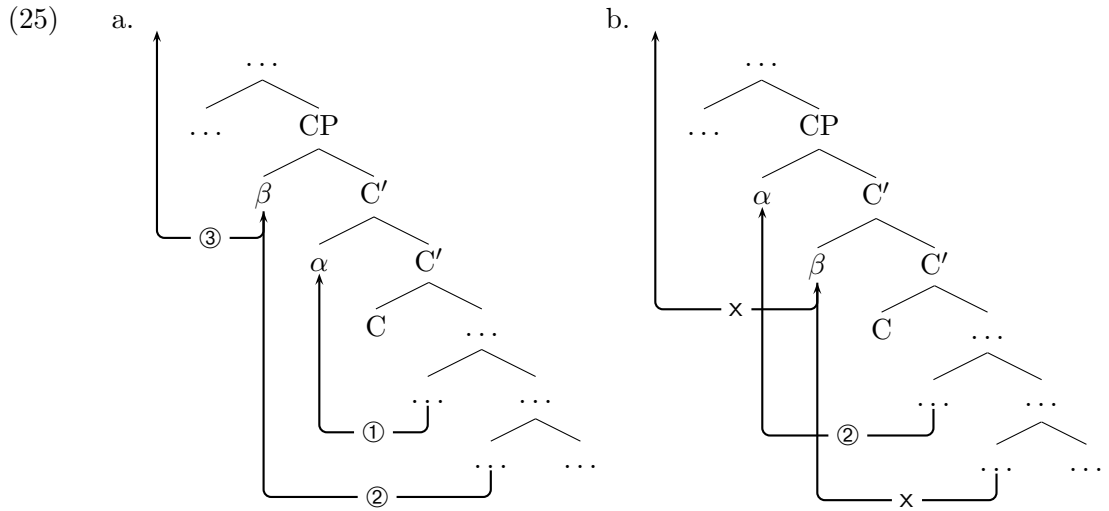 (25) a. b.
. . . . . .
. . . CP . . . CP
β C′ α C′
③
α C′ β C′
x
C . . . C . . .
. . . . . . . . . . . .
① ②
. . . . . . . . . . . .
② x